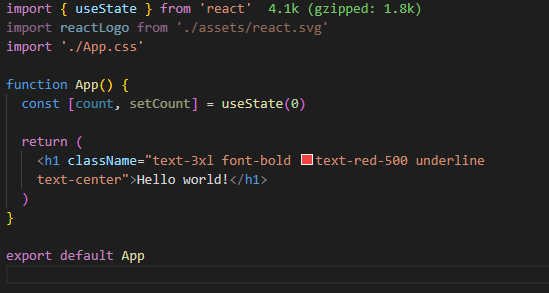 import { useState } from 'react'  4.1k (gzipped: 1.8k)
import reactLogo from './assets/react.svg'
import './App.css'

function App() {
  const [count, setCount] = useState(0)

  return (
    <h1 className="text-3xl font-bold text-red-500 underline
    text-center">Hello world!</h1>
  )
}

export default App